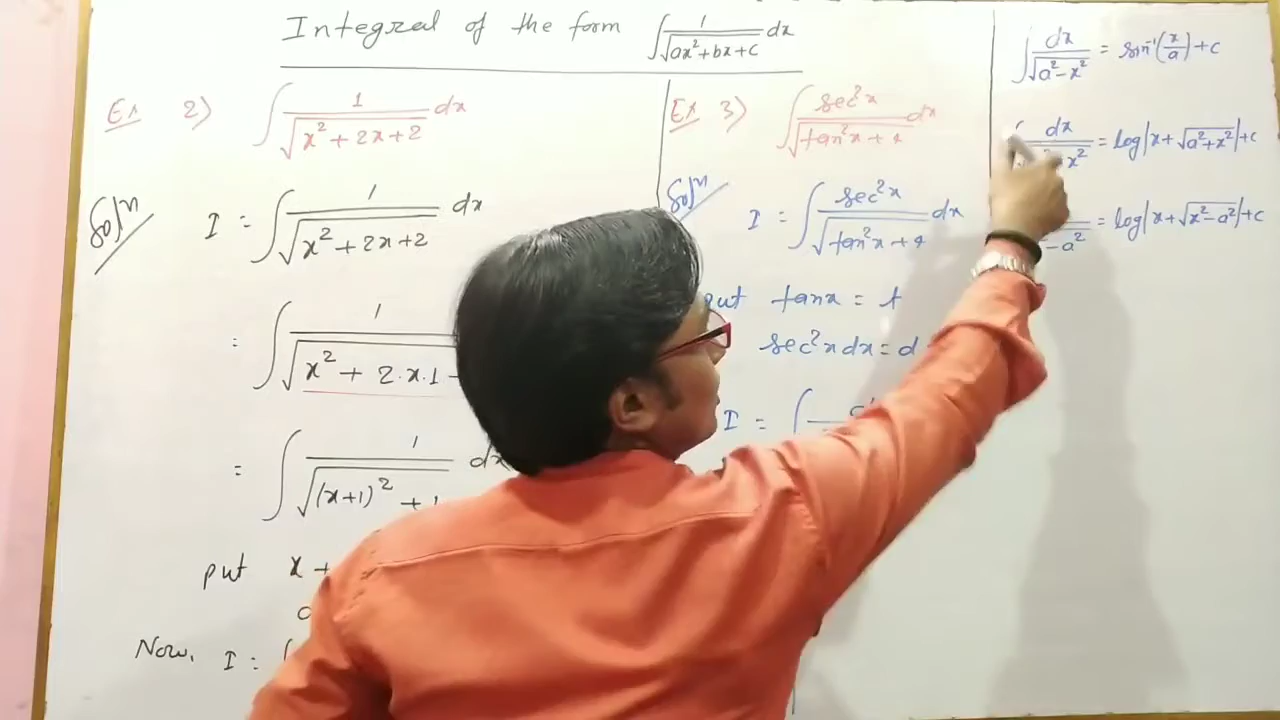 Integral of the form ∫ 1/√(ax²+bx+c) dx
Ex 2) ∫ 1/√(x²+2x+2) dx
Soln I = ∫ 1/√(x²+2x+2) dx
= ∫ 1/√(x²+2.x.1
= ∫ 1/√((x+1)²+1 dx
put x+
Now, I =
Ex 3) ∫ sec²x/√(tan²x+4) dx
Soln I = ∫ sec²x/√(tan²x+4) dx
put tanx = t
sec²x dx = d
I = ∫
∫ dx/√(a²-x²) = sin⁻¹(x/a)+c
dx = log|x+√(a²+x²)|+c
-a² = log|x+√(x²-a²)|+c